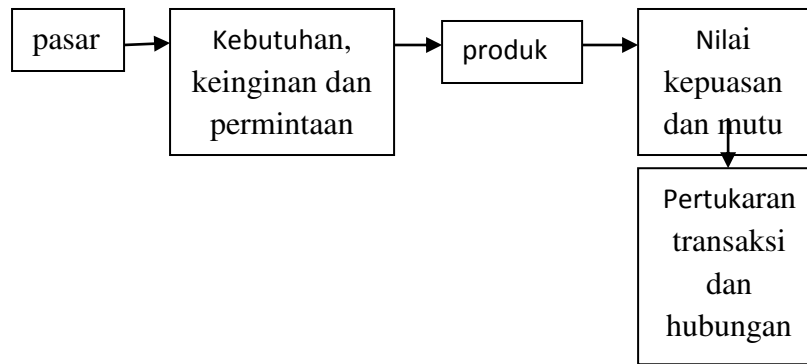 pasar
Kebutuhan,
keinginan dan
permintaan
produk
Nilai
kepuasan
dan mutu
Pertukaran
transaksi
dan
hubungan